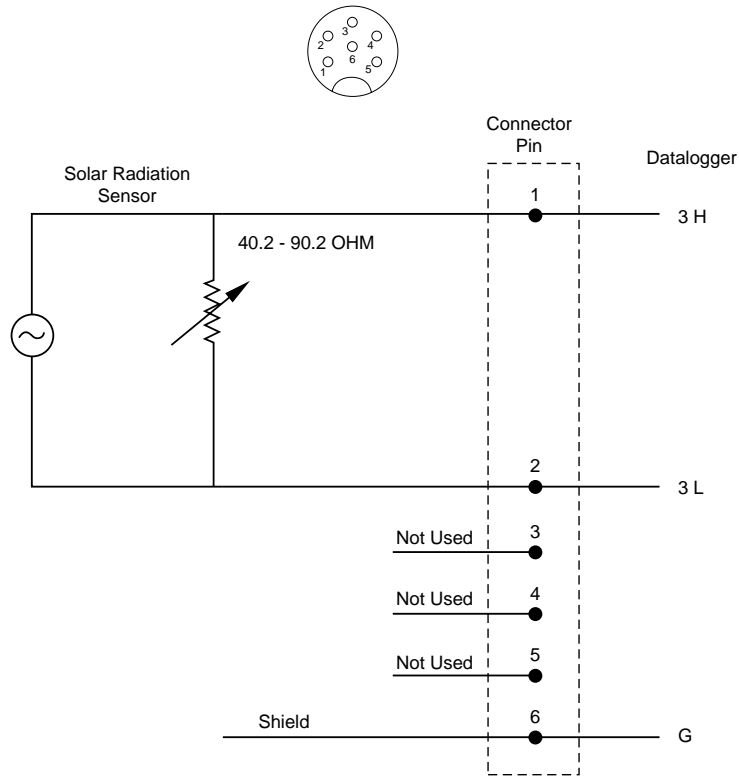 3
2
4
6
1
5
Connector
Pin
Datalogger
Solar Radiation
Sensor
1
3 H
40.2 - 90.2 OHM
2
3 L
3
Not Used
4
Not Used
5
Not Used
6
Shield
G